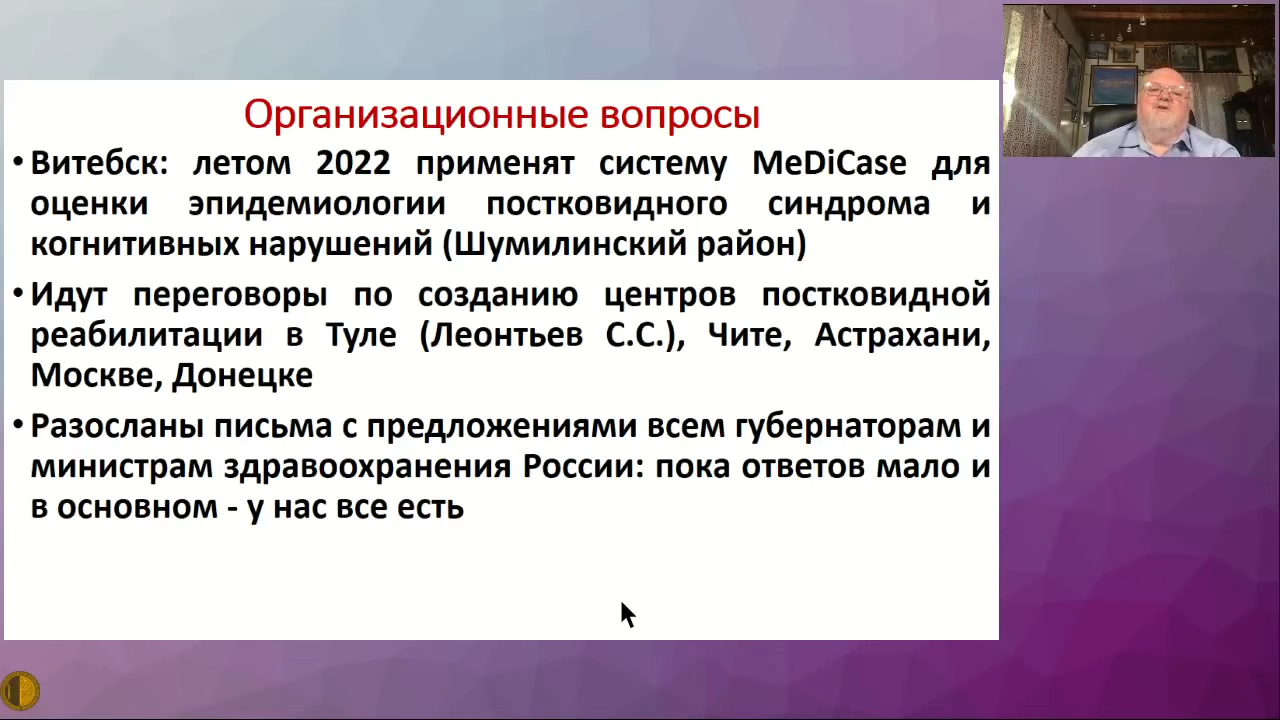 Организационные вопросы
• Витебск: летом 2022 применят систему MeDiCase для
оценки эпидемиологии постковидного синдрома и
когнитивных нарушений (Шумилинский район)
• Идут переговоры по созданию центров постковидной
реабилитации в Туле (Леонтьев С.С.), Чите, Астрахани,
Москве, Донецке
• Разосланы письма с предложениями всем губернаторам и
министрам здравоохранения России: пока ответов мало и
в основном - у нас все есть